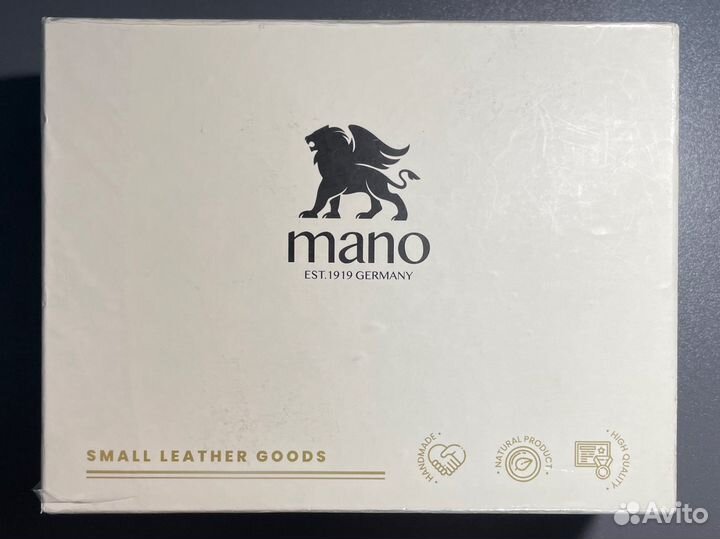 mano
EST. 1919 GERMANY
SMALL LEATHER GOODS
• HANDMADE •
• NATURAL PRODUCT •
• HIGH QUALITY •
Avito